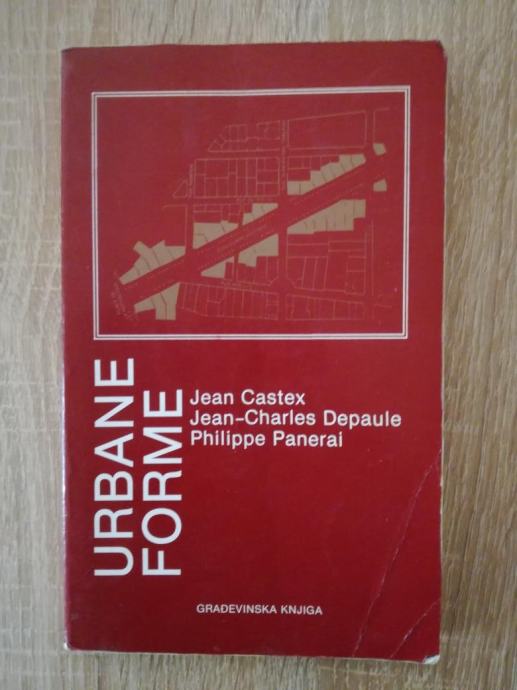 URBANE
FORME
Jean Castex
Jean-Charles Depaule
Philippe Panerai
GRAĐEVINSKA KNJIGA